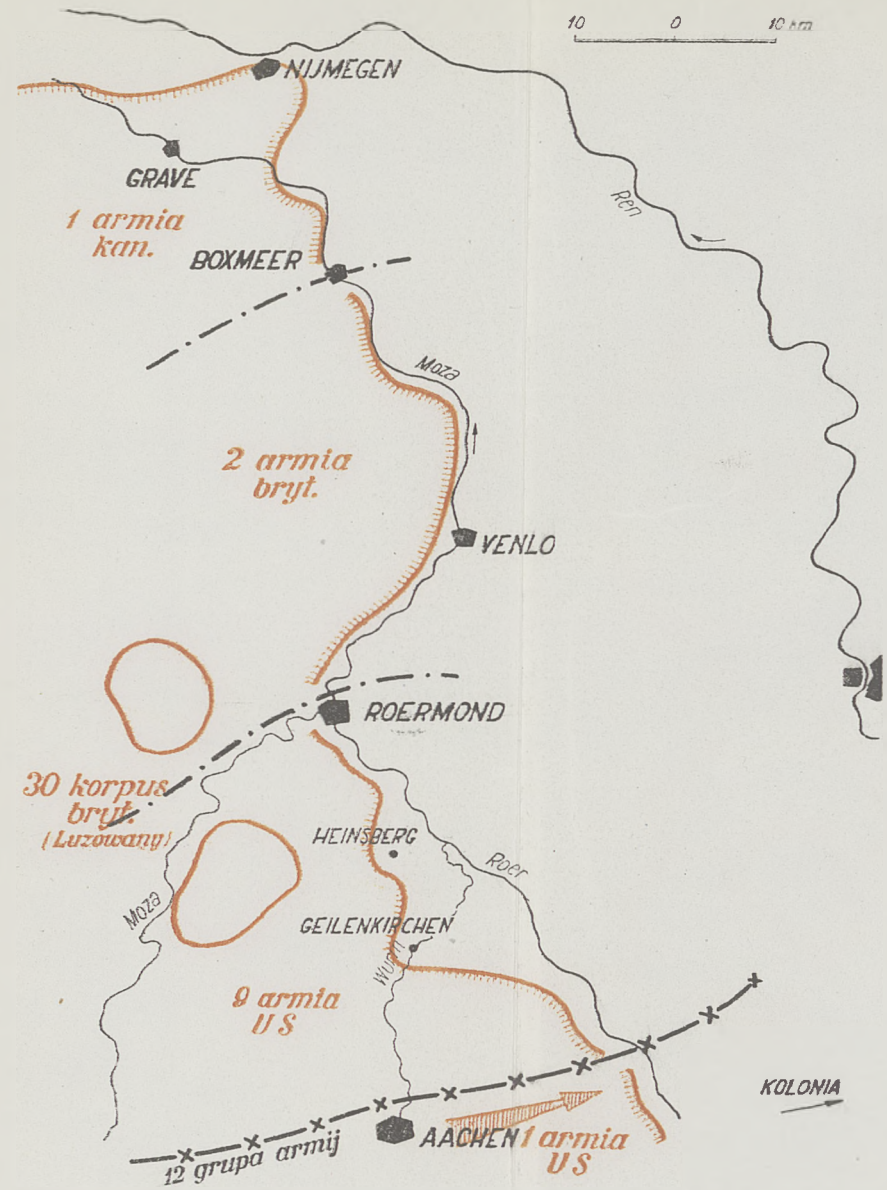 10 0 10 km
NIJMEGEN
GRAVE
1 armia
kan.
Ren
BOXMEER
Moza
2 armia
bryt.
VENLO
ROERMOND
30 korpus
bryt.
(Luzowany)
HEINSBERG
Roer
Moza
GEILENKIRCHEN
Wurm
9 armia
US
KOLONIA
AACHEN
1 armia
US
12 grupa armij